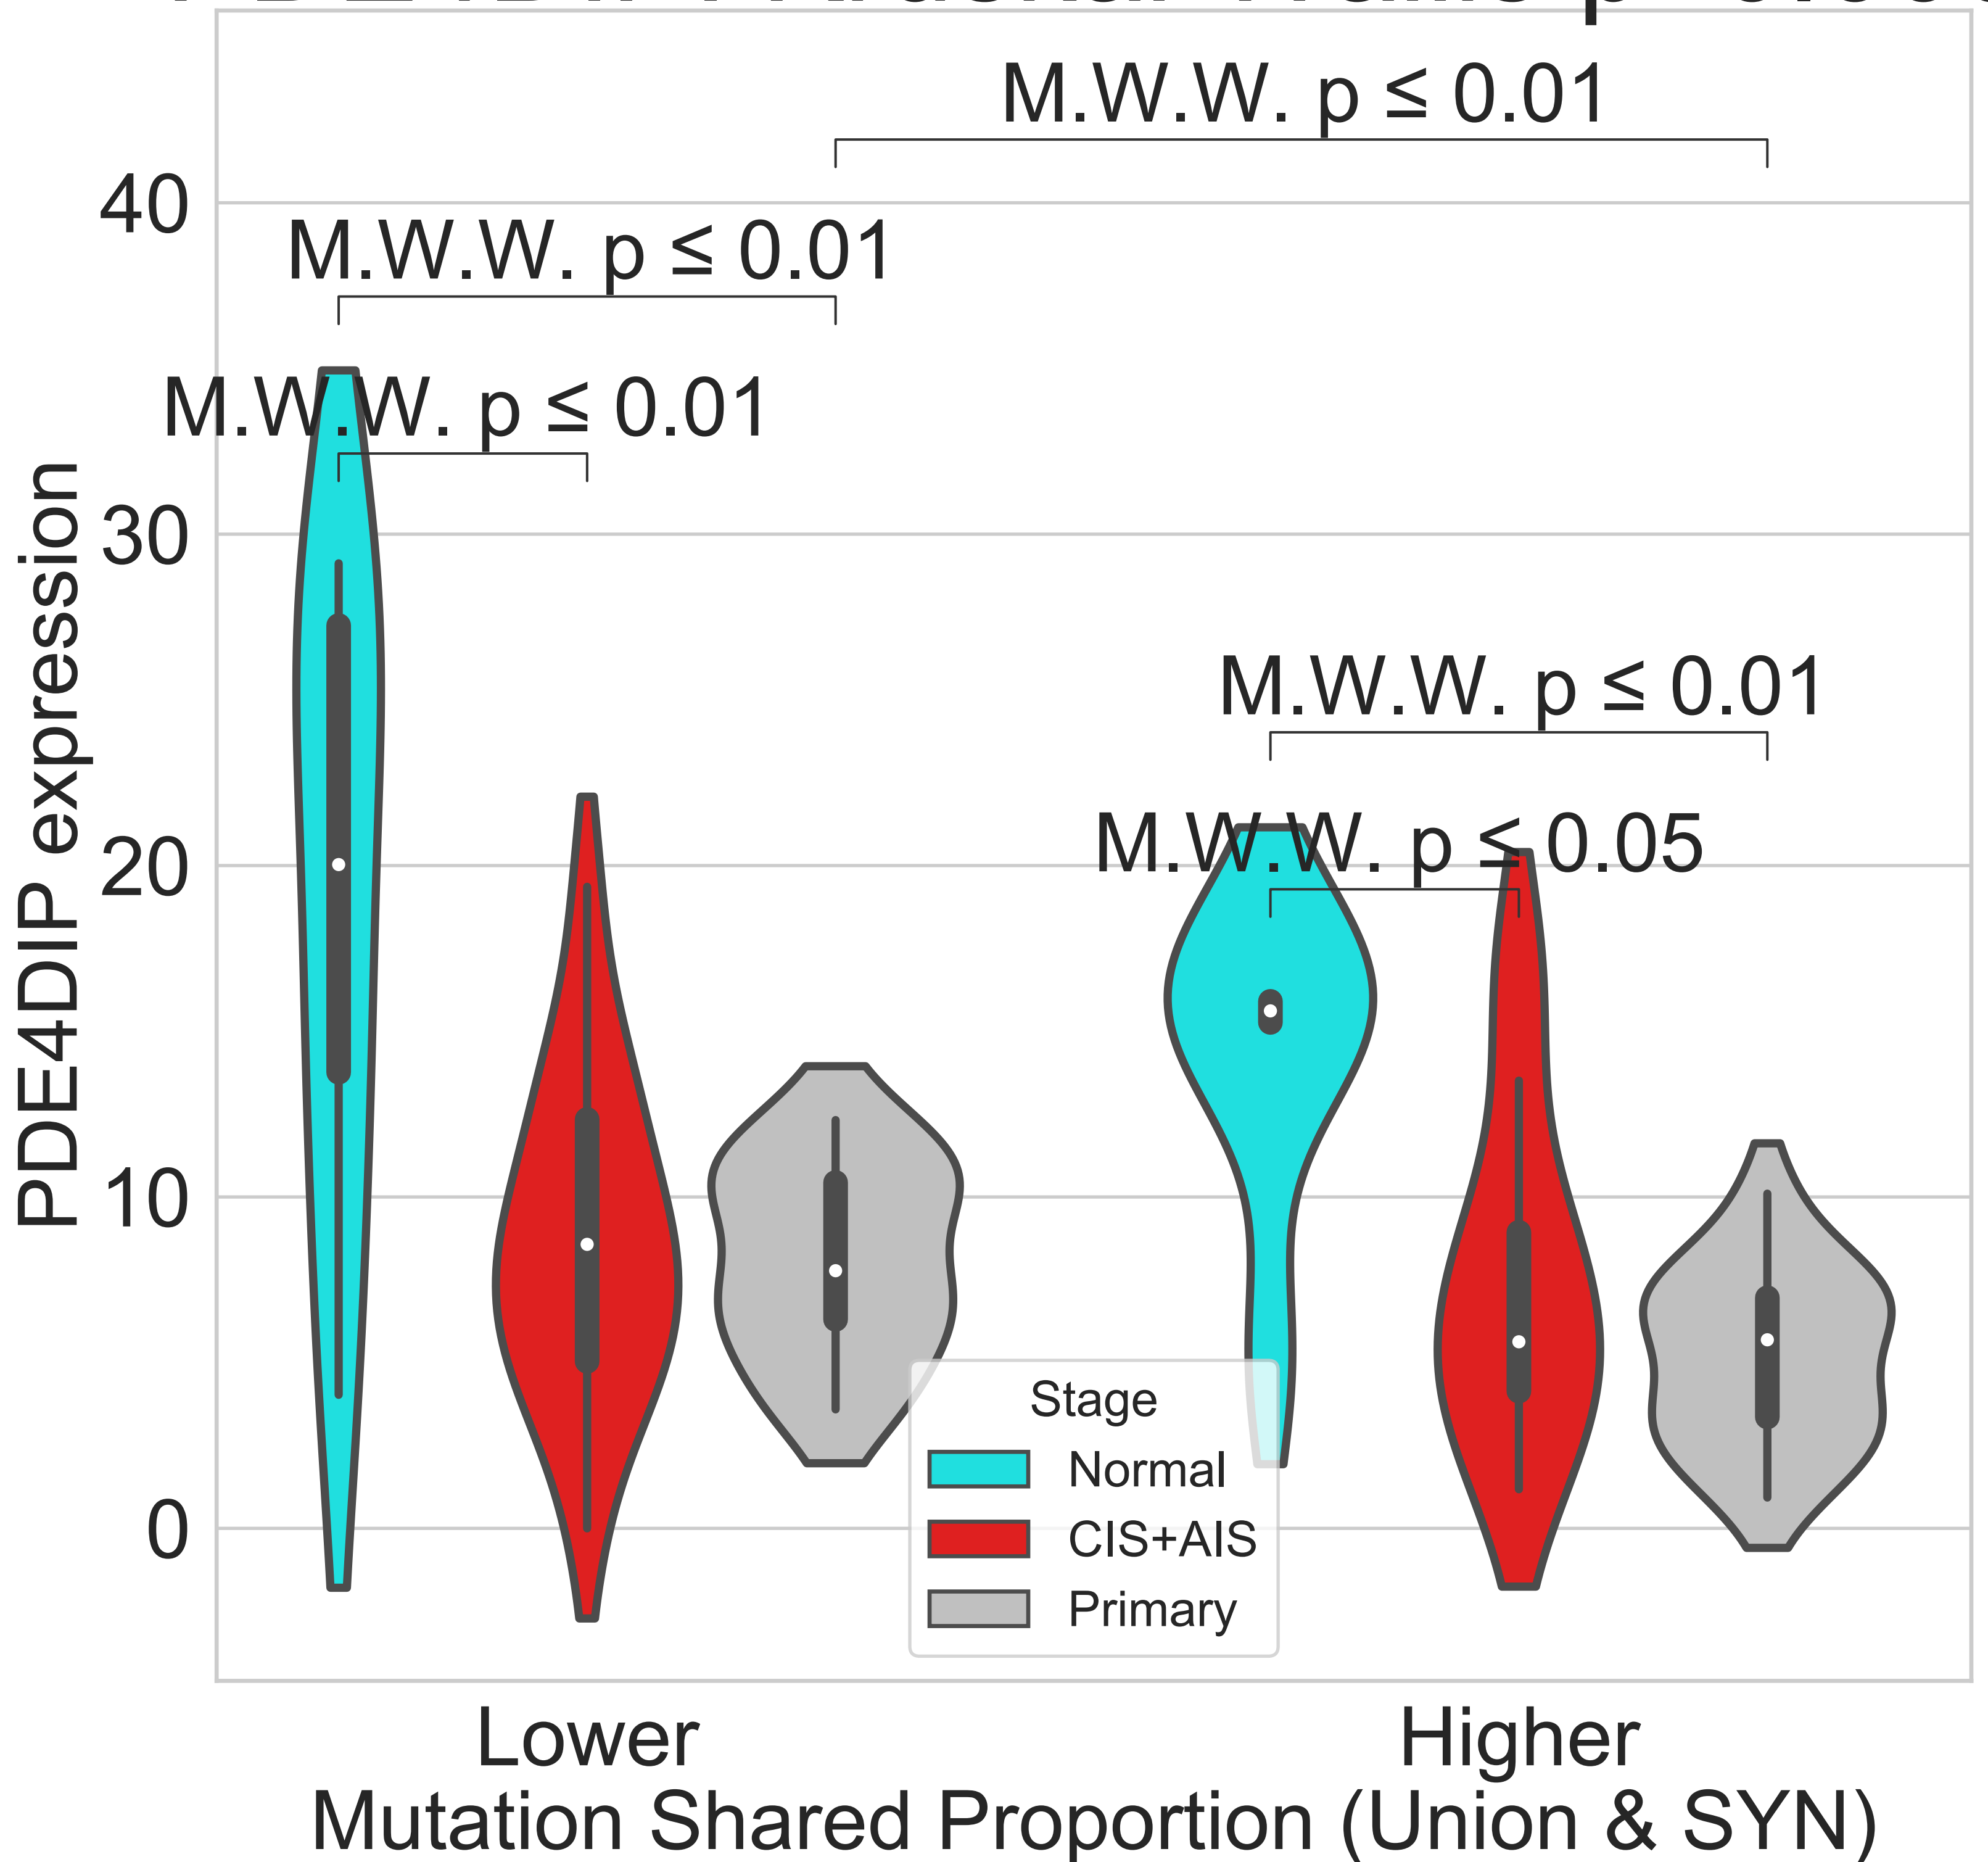 M.W.W. p ≤ 0.01
40
M.W.W. p ≤ 0.01
M.W.W. p ≤ 0.01
30
M.W.W. p ≤ 0.01
M.W.W. p ≤ 0.05
20
PDE4DIP expression
10
0
Stage
Normal
CIS+AIS
Primary
Lower
Higher
Mutation Shared Proportion (Union & SYN)